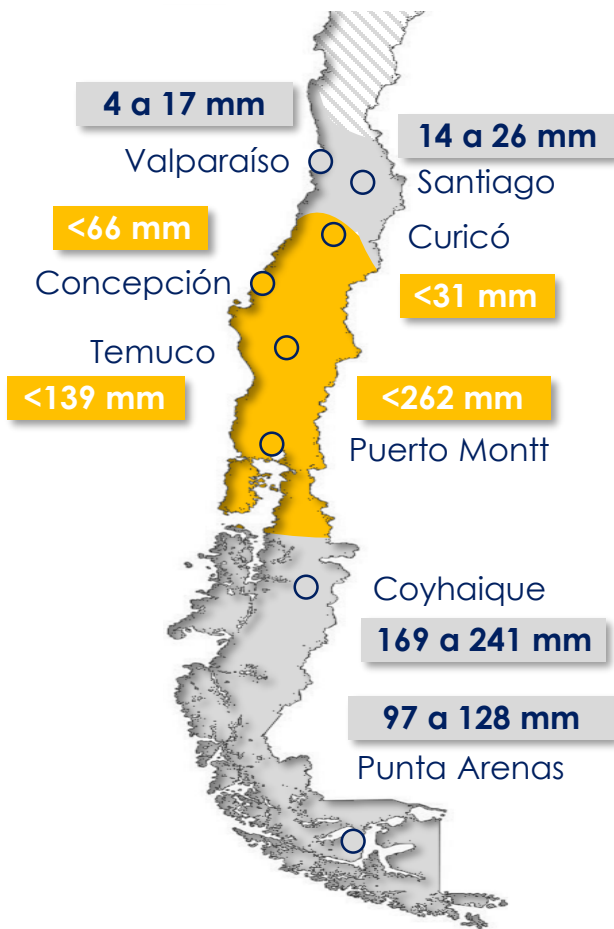 4 a 17 mm
14 a 26 mm
Valparaíso
Santiago
<66 mm
Curicó
Concepción
<31 mm
Temuco
<139 mm
<262 mm
Puerto Montt
Coyhaique
169 a 241 mm
97 a 128 mm
Punta Arenas